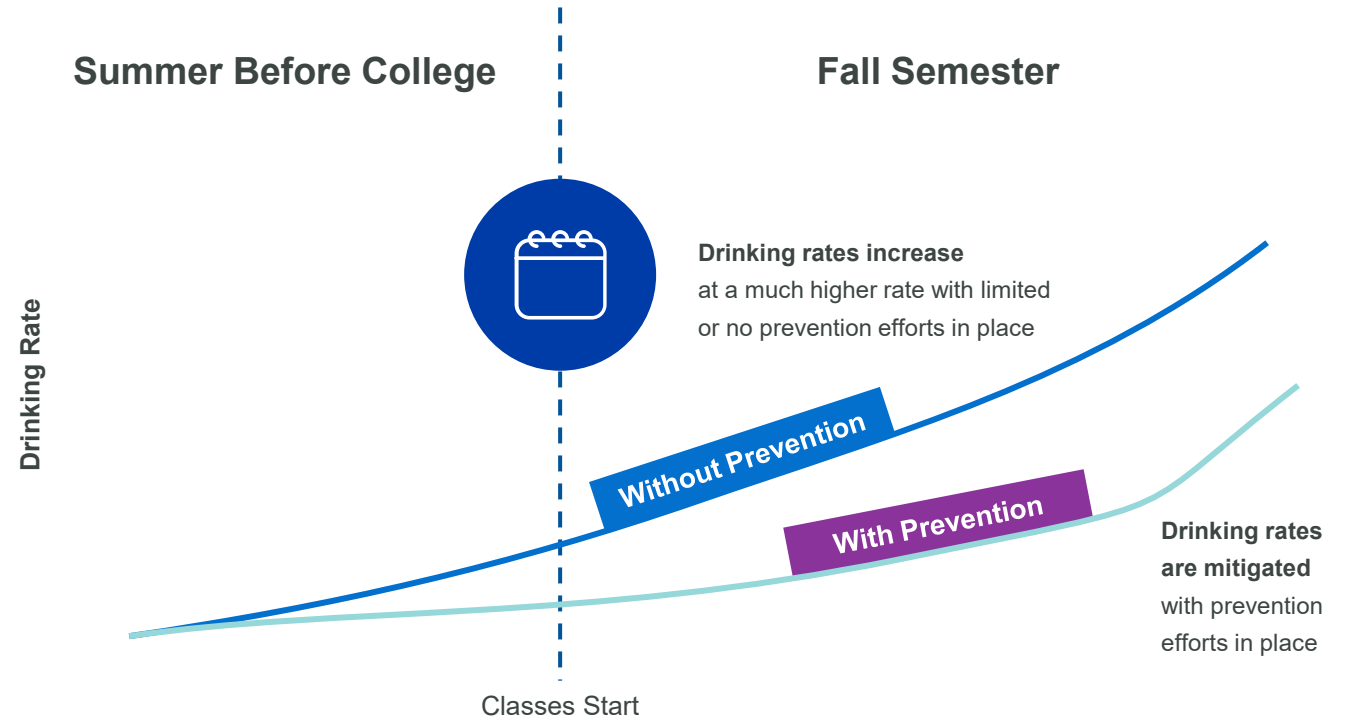 Summer Before College
Fall Semester
Drinking rates increase
at a much higher rate with limited
or no prevention efforts in place
Drinking Rate
Without Prevention
With Prevention
Drinking rates
are mitigated
with prevention
efforts in place
Classes Start